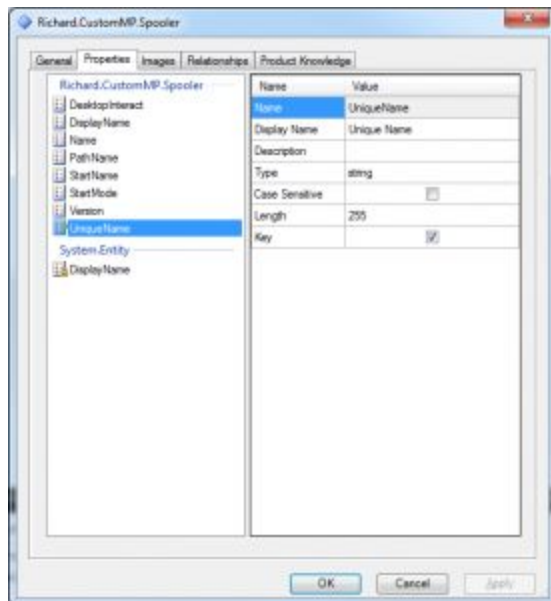 Richard.CustomMP.Spooler
General Properties Images Relationships Product Knowledge
Richard.CustomMP.Spooler
DesktopInteract
DisplayName
Name
PathName
StartName
StartMode
Version
UniqueName
System.Entity
DisplayName
Name Value
Name UniqueName
Display Name Unique Name
Description
Type string
Case Sensitive
Length 255
Key
OK Cancel Apply